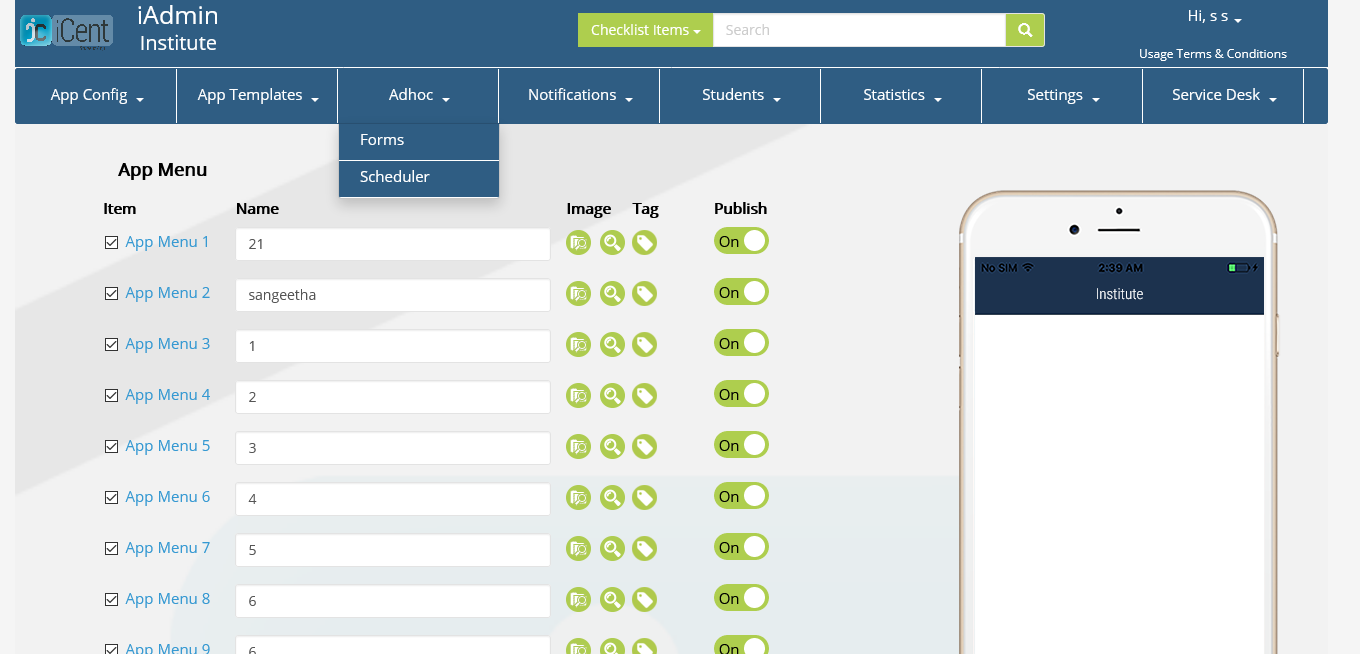 iCent
iAdmin
Institute
Checklist Items
Search
Hi, s s
Usage Terms & Conditions
App Config
App Templates
Adhoc
Notifications
Students
Statistics
Settings
Service Desk
Forms
Scheduler
App Menu
Item Name Image Tag Publish
App Menu 1 21 On
App Menu 2 sangeetha On
App Menu 3 1 On
App Menu 4 2 On
App Menu 5 3 On
App Menu 6 4 On
App Menu 7 5 On
App Menu 8 6 On
App Menu 9 6 On
No SIM 2:39 AM
Institute